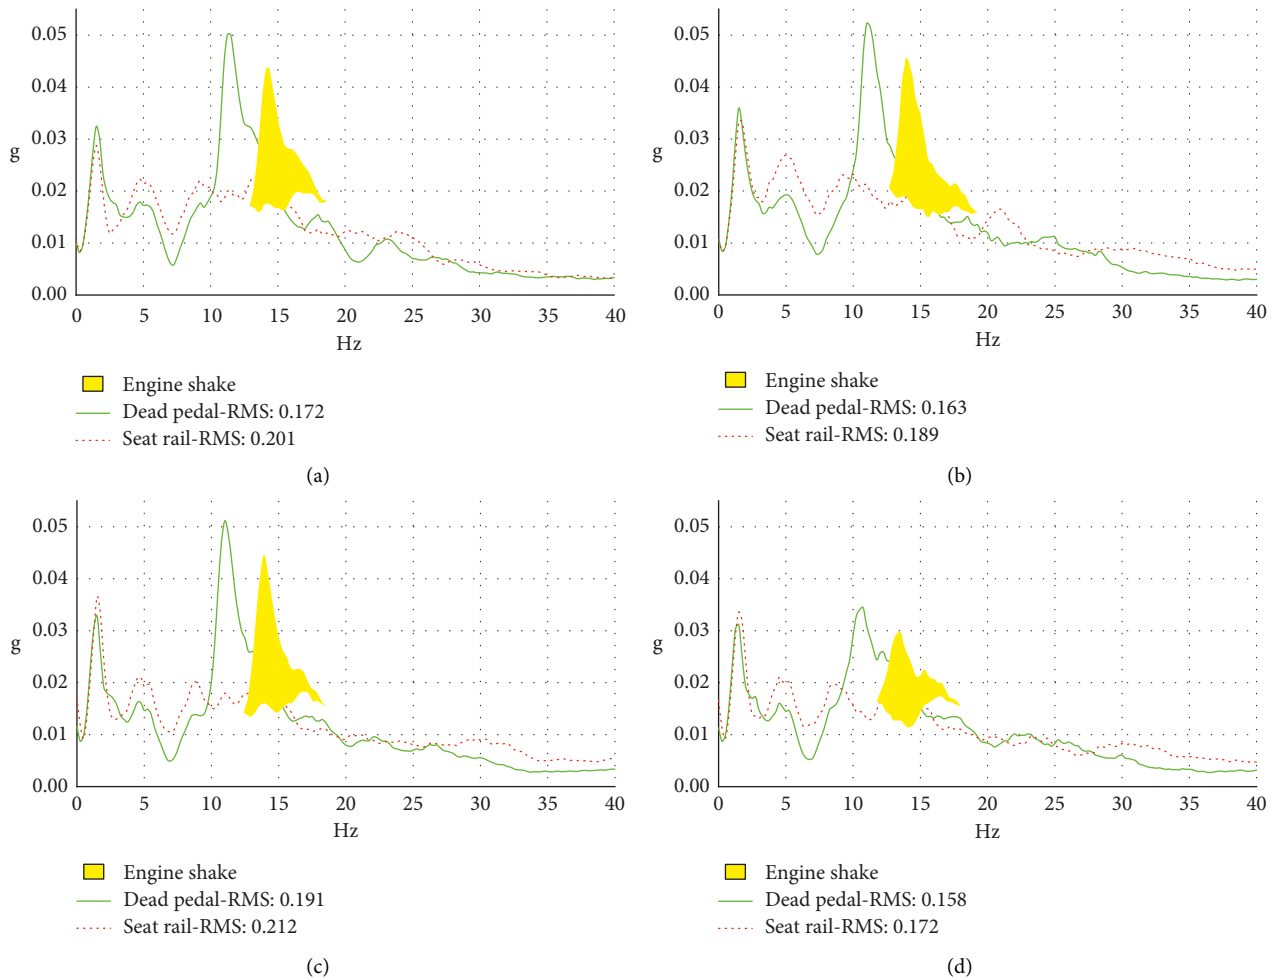 0.05
0.04
0.03
g
0.02
0.01
0.00
0 5 10 15 20 25 30 35 40
Hz
Engine shake
Dead pedal-RMS: 0.172
Seat rail-RMS: 0.201
(a)
0.05
0.04
0.03
g
0.02
0.01
0.00
0 5 10 15 20 25 30 35 40
Hz
Engine shake
Dead pedal-RMS: 0.163
Seat rail-RMS: 0.189
(b)
0.05
0.04
0.03
g
0.02
0.01
0.00
0 5 10 15 20 25 30 35 40
Hz
Engine shake
Dead pedal-RMS: 0.191
Seat rail-RMS: 0.212
(c)
0.05
0.04
0.03
g
0.02
0.01
0.00
0 5 10 15 20 25 30 35 40
Hz
Engine shake
Dead pedal-RMS: 0.158
Seat rail-RMS: 0.172
(d)